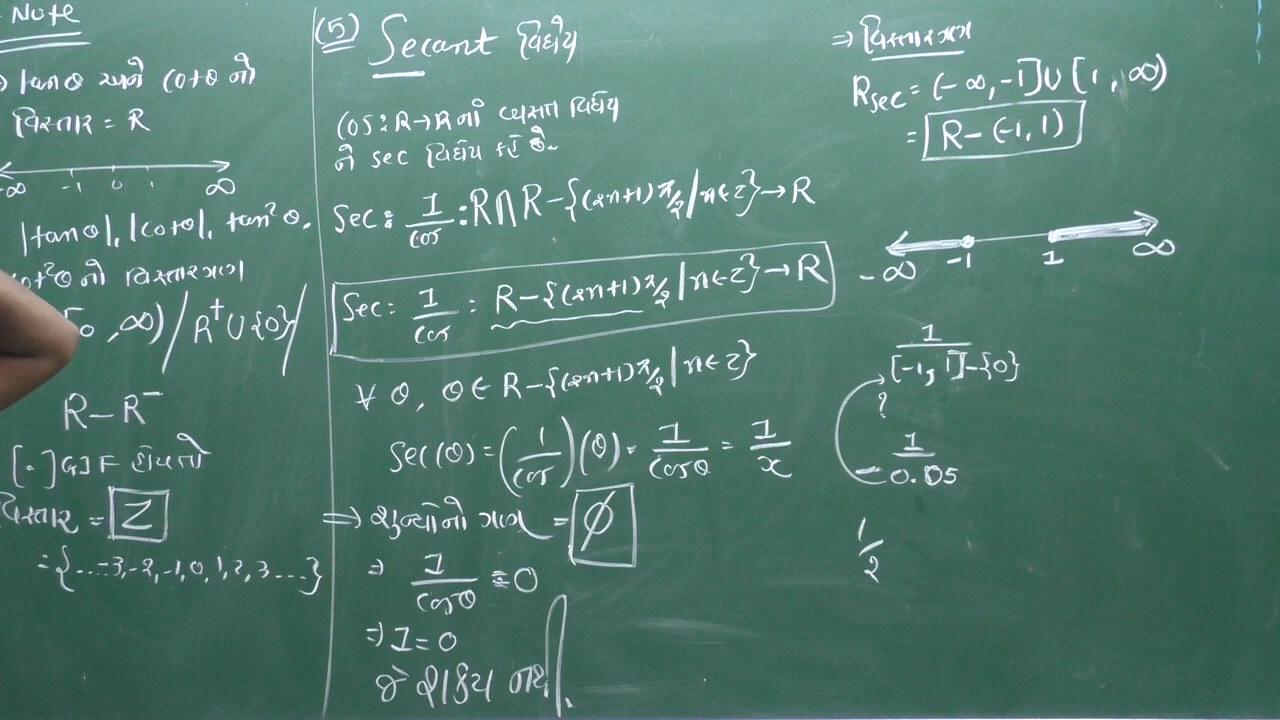 Note
tanθ અને cotθ નો
વિસ્તાર = R
-∞ -1 0 1 ∞
|tanθ|, |cotθ|, tan²θ,
cot²θ નો વિસ્તારગણ
[0, ∞) / R⁺ ∪ {0} /
R – R⁻
[.] GIF હોય તો
વિસ્તાર = Z
= {...-3, -2, -1, 0, 1, 2, 3 ....}
(5) Secant વિધેય
cos : R → R નાં વ્યસ્ત વિધેય
ને sec વિધેય કહે છે.
Sec : 1/cos : R ∩ R – {(2n+1) π/2 / n ∈ Z} → R
Sec = 1/cos : R – {(2n+1) π/2 / n ∈ Z} → R
∀ θ, θ ∈ R – {(2n+1) π/2 / n ∈ Z}
Sec(θ) = (1/cos)(θ) = 1/cosθ = 1/x
⇒ શૂન્યોનો ગણ = ϕ
⇒ 1/cosθ = 0
⇒ 1 = 0
જે શક્ય નથી.
⇒ વિસ્તારગણ
R_sec = (-∞, -1] ∪ [1, ∞)
= R – (-1, 1)
-∞ -1 1 ∞
1/[-1, 1] – {0}
?
1/0.05
1/2